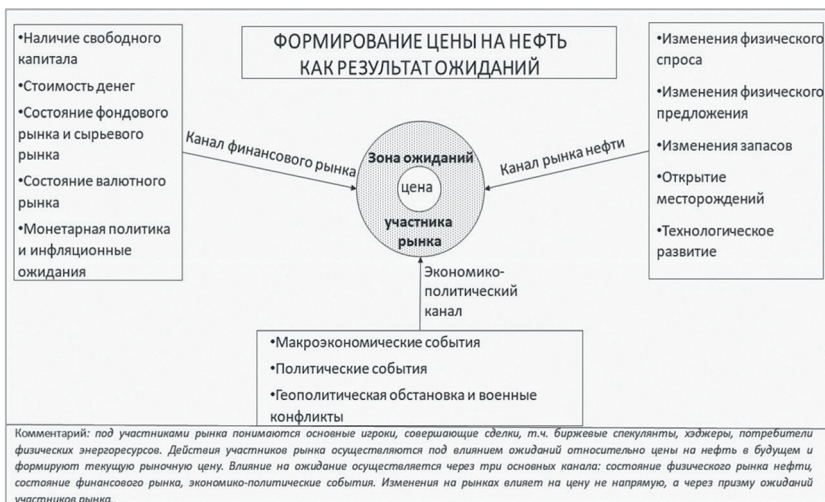 ФОРМИРОВАНИЕ ЦЕНЫ НА НЕФТЬ
КАК РЕЗУЛЬТАТ ОЖИДАНИЙ
•Наличие свободного
капитала
•Стоимость денег
•Состояние фондового
рынка и сырьевого
рынка
•Состояние валютного
рынка
•Монетарная политика
и инфляционные
ожидания
Канал финансового рынка
Зона ожиданий
цена
участника
рынка
Канал рынка нефти
•Изменения физического
спроса
•Изменения физического
предложения
•Изменения запасов
•Открытие
месторождений
•Технологическое
развитие
Экономико-
политический
канал
•Макроэкономические события
•Политические события
•Геополитическая обстановка и военные
конфликты
Комментарий: под участниками рынка понимаются основные игроки, совершающие сделки, т.ч. биржевые спекулянты, хэджеры, потребители
физических энергоресурсов. Действия участников рынка осуществляются под влиянием ожиданий относительно цены на нефть в будущем и
формируют текущую рыночную цену. Влияние на ожидание осуществляется через три основных канала: состояние физического рынка нефти,
состояние финансового рынка, экономико-политические события. Изменения на рынках влияет на цену не напрямую, а через призму ожиданий
участников рынка.